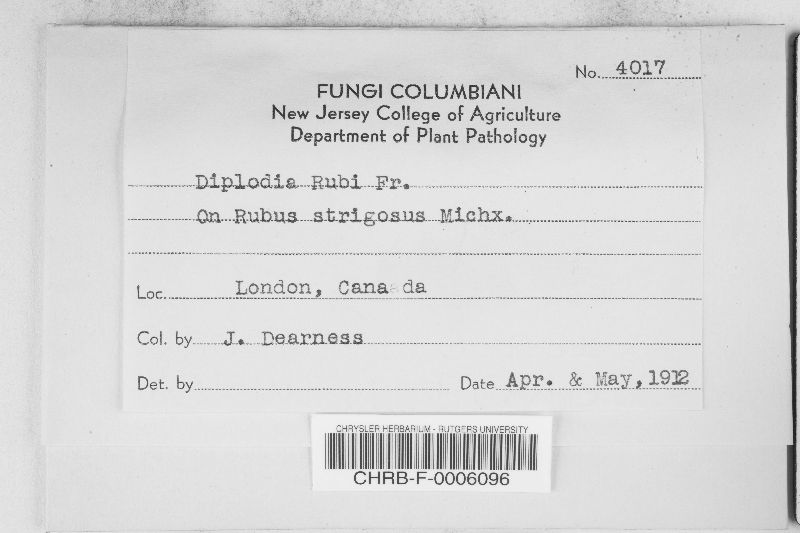 No. 4017
FUNGI COLUMBIANI
New Jersey College of Agriculture
Department of Plant Pathology
Diplodia Rubi Fr.
On Rubus strigosus Michx.
Loc. London, Cana da
Col. by J. Dearness
Det. by Date Apr. & May, 1912
CHRYSLER HERBARIUM - RUTGERS UNIVERSITY
CHRB-F-0006096